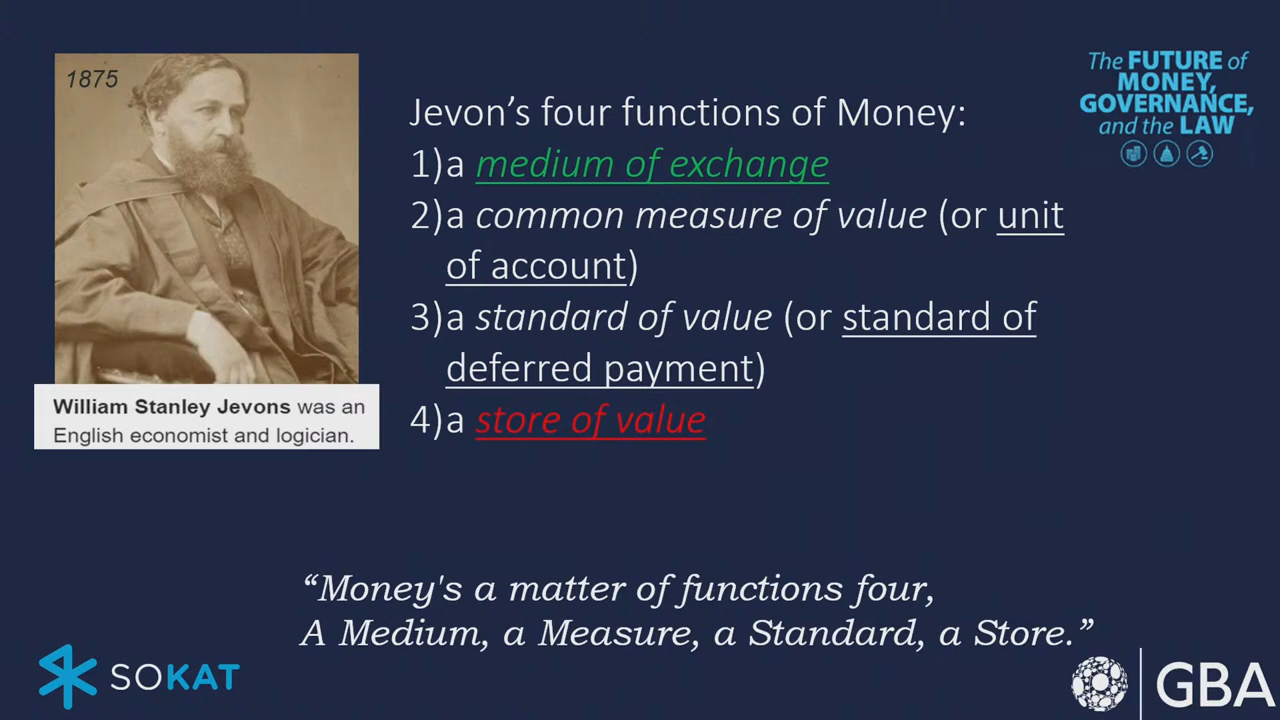 1875
William Stanley Jevons was an
English economist and logician.
Jevon's four functions of Money:
1)a medium of exchange
2)a common measure of value (or unit
of account)
3)a standard of value (or standard of
deferred payment)
4)a store of value
The FUTURE of
MONEY,
GOVERNANCE,
and the LAW
“Money's a matter of functions four,
A Medium, a Measure, a Standard, a Store.”
SOKAT
GBA